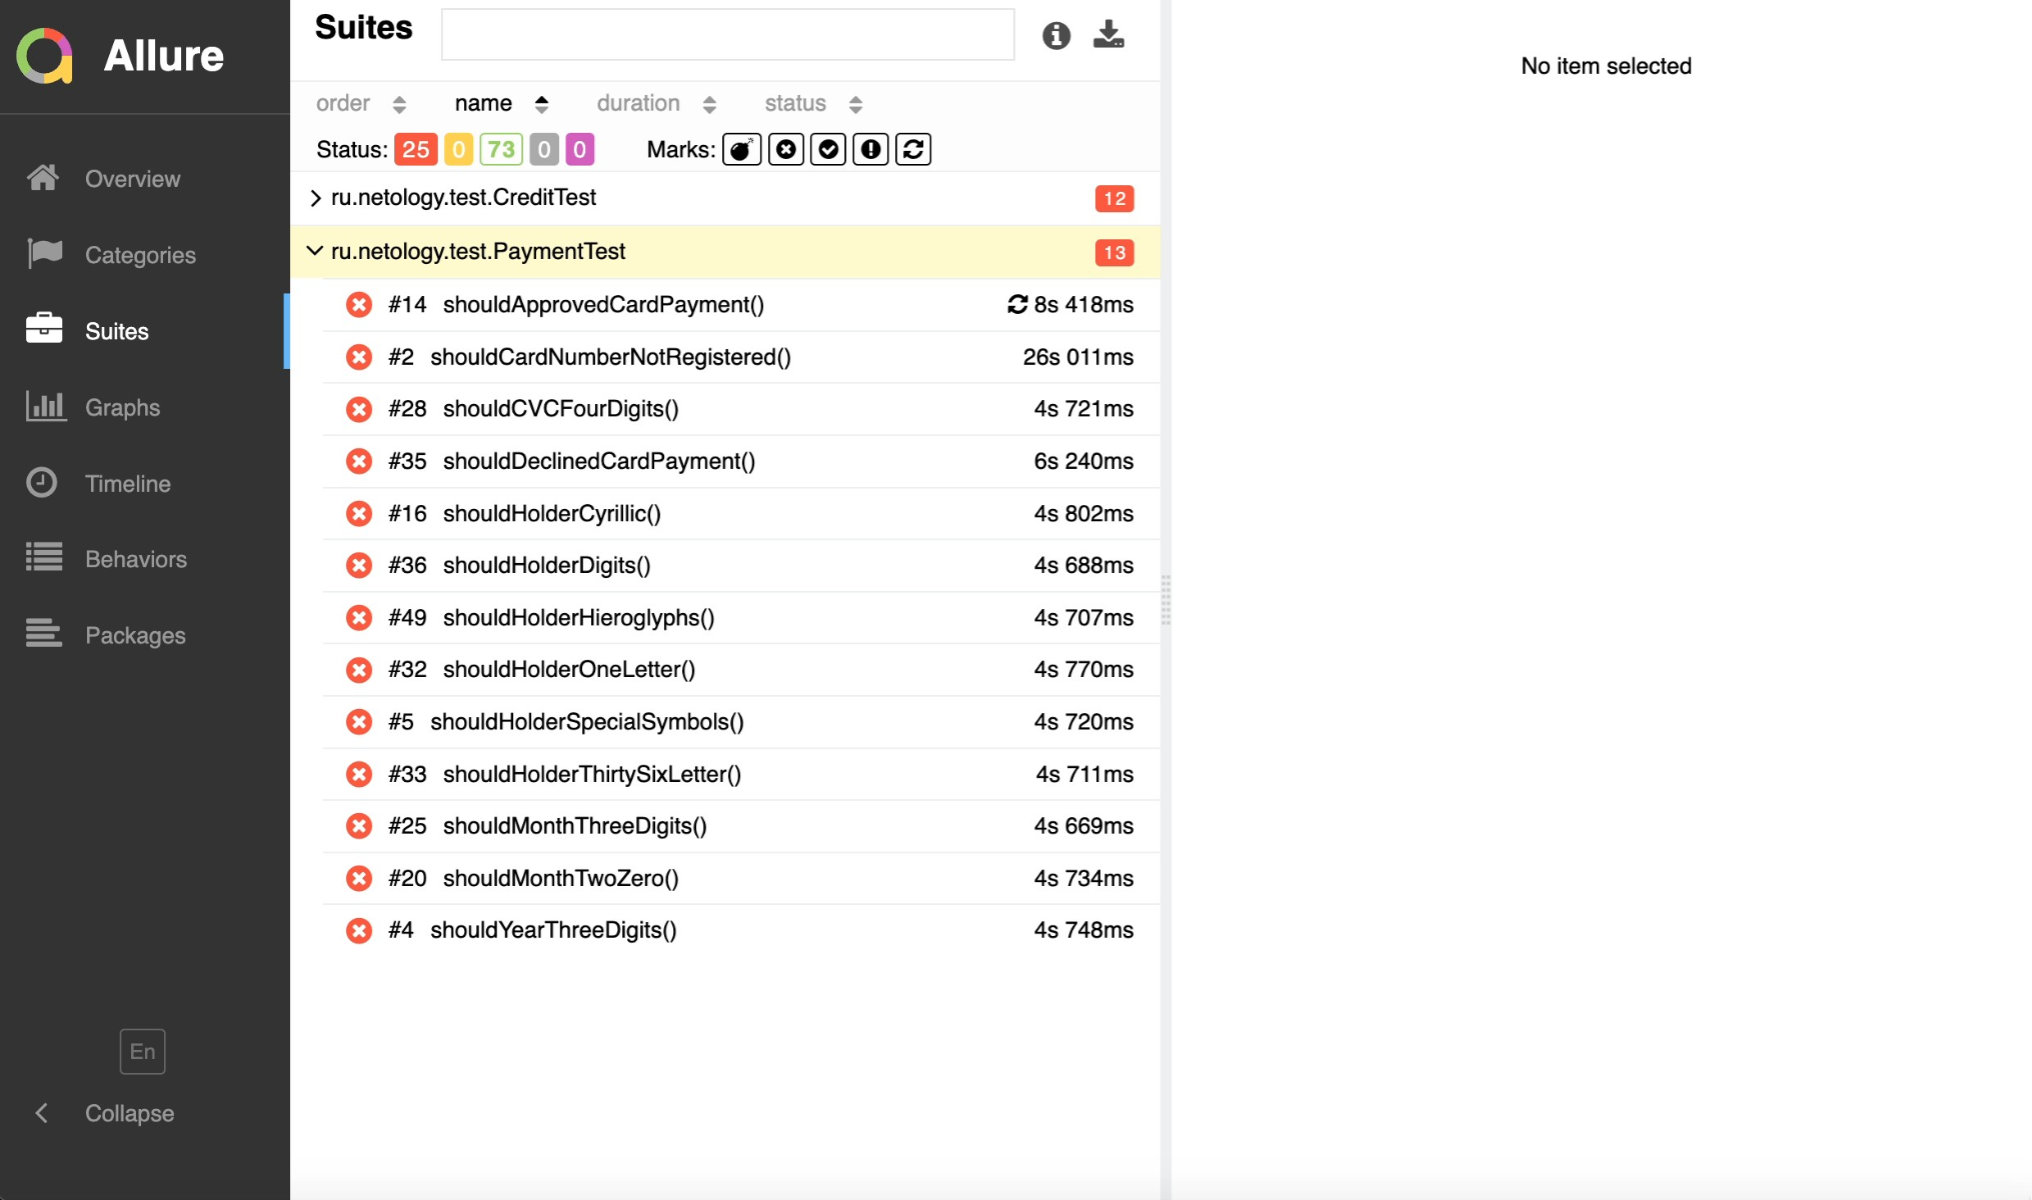 Allure
Overview
Categories
Suites
Graphs
Timeline
Behaviors
Packages
En
Collapse
Suites
order name duration status
Status: 25 0 73 0 0 Marks:
ru.netology.test.CreditTest 12
ru.netology.test.PaymentTest 13
#14 shouldApprovedCardPayment() 8s 418ms
#2 shouldCardNumberNotRegistered() 26s 011ms
#28 shouldCVCFourDigits() 4s 721ms
#35 shouldDeclinedCardPayment() 6s 240ms
#16 shouldHolderCyrillic() 4s 802ms
#36 shouldHolderDigits() 4s 688ms
#49 shouldHolderHieroglyphs() 4s 707ms
#32 shouldHolderOneLetter() 4s 770ms
#5 shouldHolderSpecialSymbols() 4s 720ms
#33 shouldHolderThirtySixLetter() 4s 711ms
#25 shouldMonthThreeDigits() 4s 669ms
#20 shouldMonthTwoZero() 4s 734ms
#4 shouldYearThreeDigits() 4s 748ms
No item selected